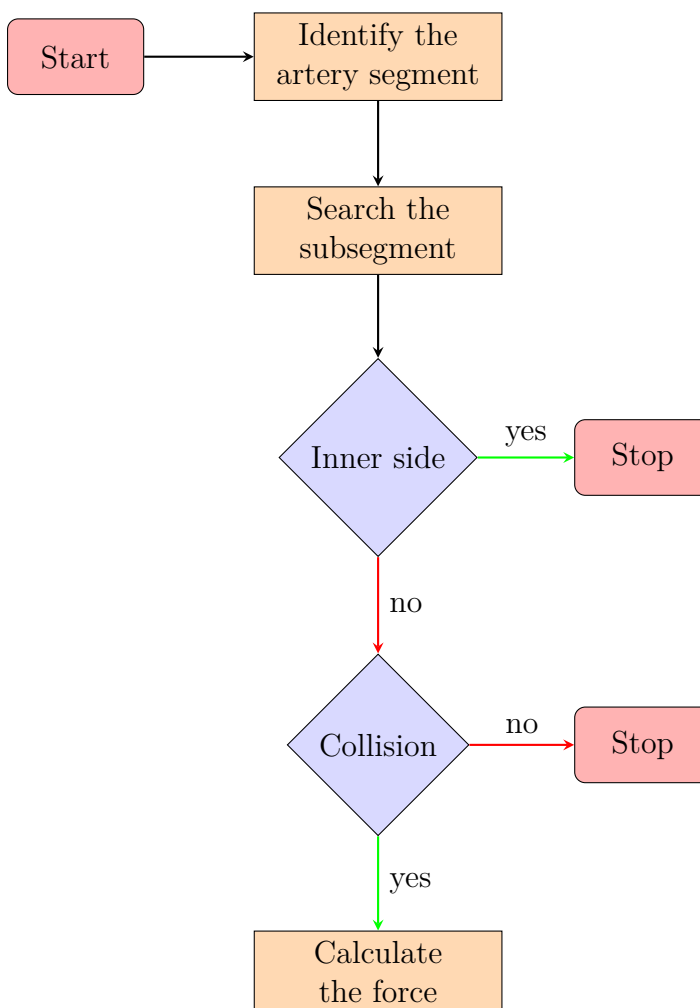 Start
Identify the
artery segment
Search the
subsegment
Inner side
yes
Stop
no
Collision
no
Stop
yes
Calculate
the force